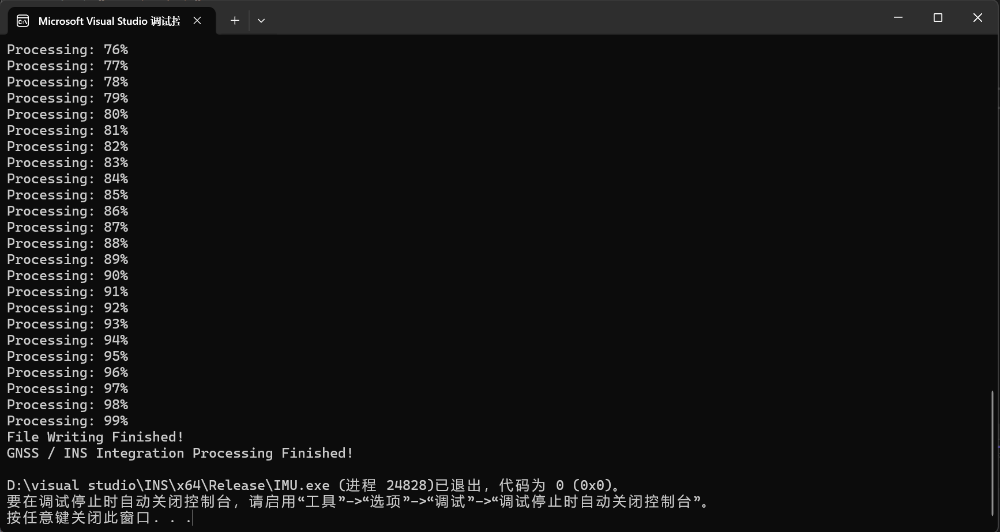 Microsoft Visual Studio 调试控
Processing: 76%
Processing: 77%
Processing: 78%
Processing: 79%
Processing: 80%
Processing: 81%
Processing: 82%
Processing: 83%
Processing: 84%
Processing: 85%
Processing: 86%
Processing: 87%
Processing: 88%
Processing: 89%
Processing: 90%
Processing: 91%
Processing: 92%
Processing: 93%
Processing: 94%
Processing: 95%
Processing: 96%
Processing: 97%
Processing: 98%
Processing: 99%
File Writing Finished!
GNSS / INS Integration Processing Finished!
D:\visual studio\INS\x64\Release\IMU.exe (进程 24828)已退出，代码为 0 (0x0)。
要在调试停止时自动关闭控制台，请启用“工具”->“选项”->“调试”->“调试停止时自动关闭控制台”。
按任意键关闭此窗口. . .